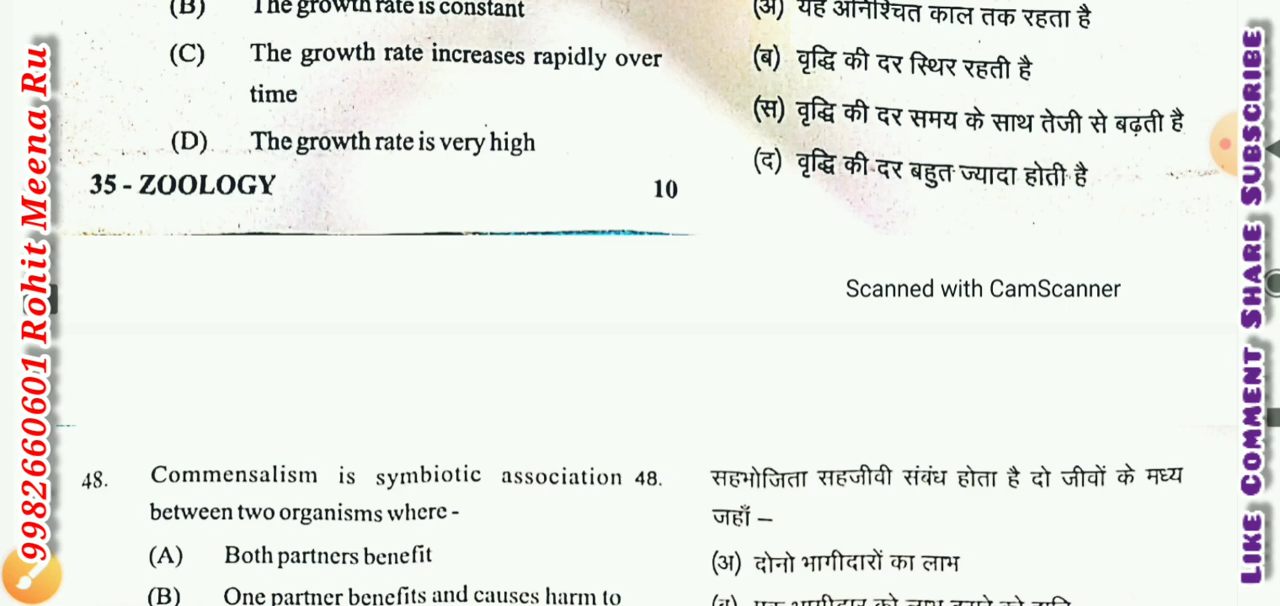 (B) The growth rate is constant
(C) The growth rate increases rapidly over
time
(D) The growth rate is very high
35 - ZOOLOGY 10
(अ) यह अनिश्चित काल तक रहता है
(ब) वृद्धि की दर स्थिर रहती है
(स) वृद्धि की दर समय के साथ तेजी से बढ़ती है
(द) वृद्धि की दर बहुत ज्यादा होती है
Scanned with CamScanner
48. Commensalism is symbiotic association
between two organisms where -
(A) Both partners benefit
(B) One partner benefits and causes harm to
48. सहभोजिता सहजीवी संबंध होता है दो जीवों के मध्य
जहाँ –
(अ) दोनो भागीदारों का लाभ
9982660601 Rohit Meena Ru
LIKE COMMENT SHARE SUBSCRIBE